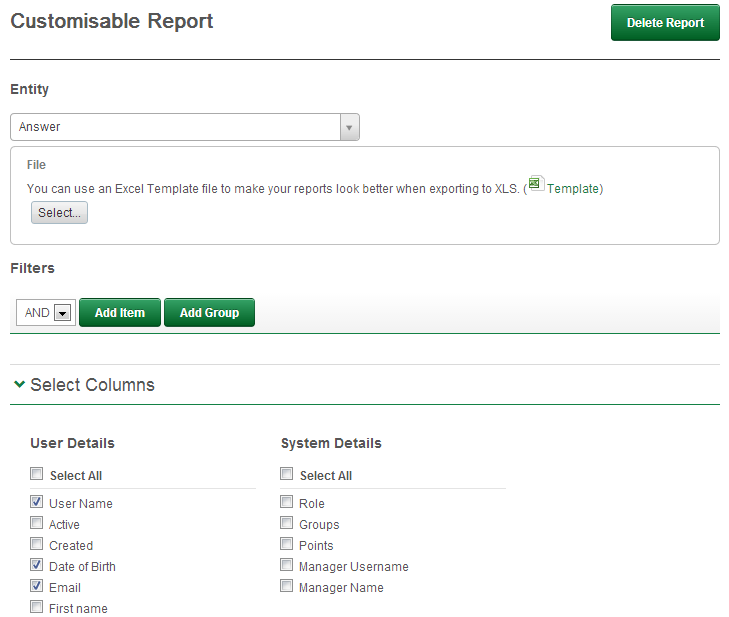 Customisable Report
Delete Report
Entity
Answer
File
You can use an Excel Template file to make your reports look better when exporting to XLS. ( Template)
Select...
Filters
AND
Add Item
Add Group
Select Columns
User Details
Select All
User Name
Active
Created
Date of Birth
Email
First name
System Details
Select All
Role
Groups
Points
Manager Username
Manager Name